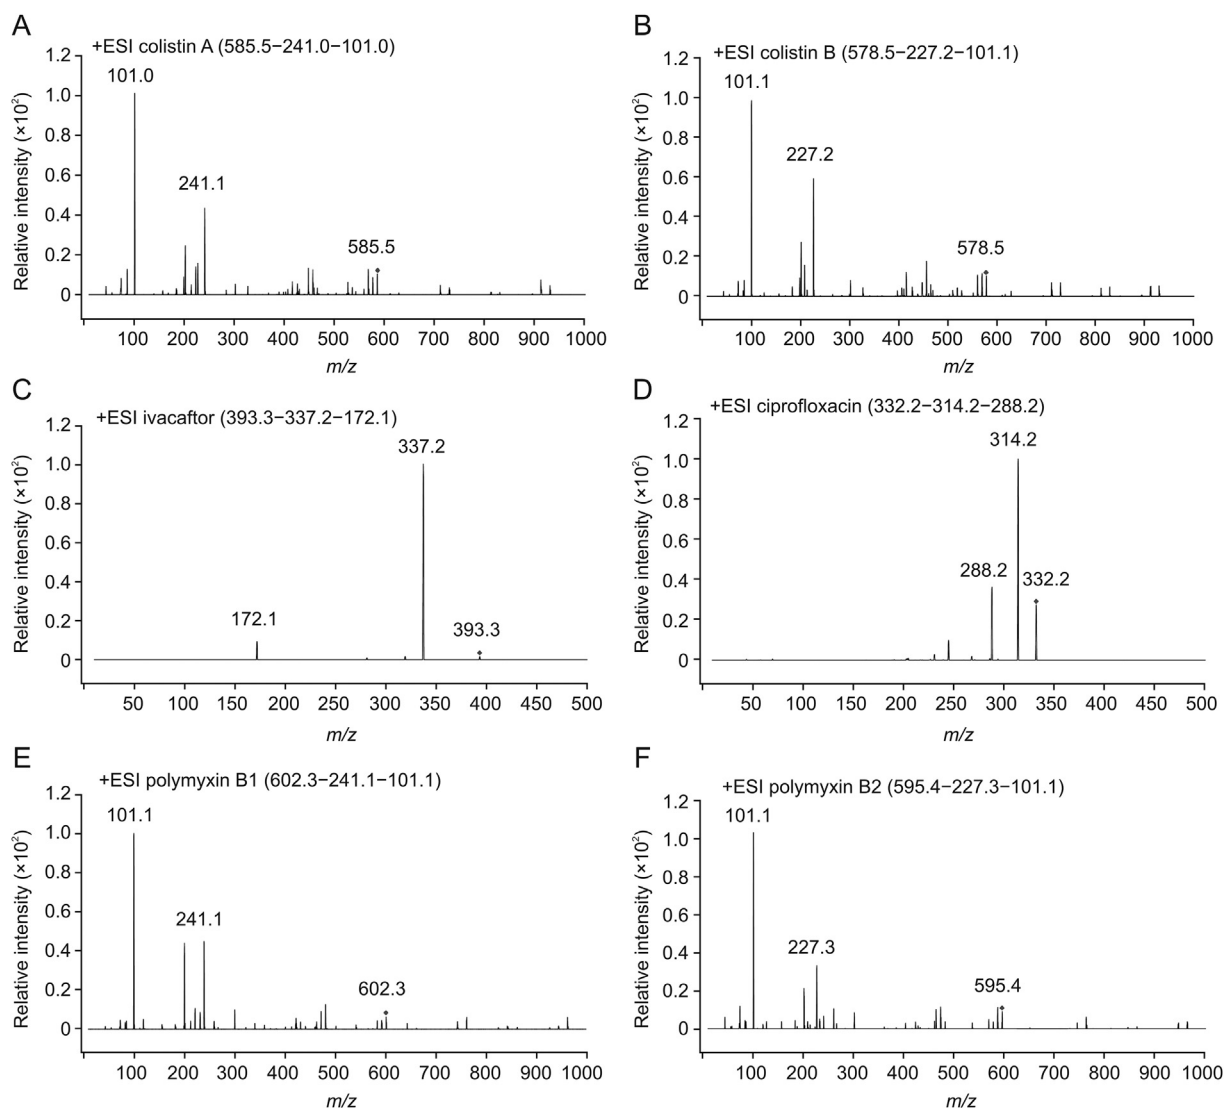 A
+ESI colistin A (585.5−241.0−101.0)
Relative intensity (×10²)
1.2
1.0
0.8
0.6
0.4
0.2
0
101.0
241.1
585.5
100 200 300 400 500 600 700 800 900 1000
m/z
B
+ESI colistin B (578.5−227.2−101.1)
Relative intensity (×10²)
1.2
1.0
0.8
0.6
0.4
0.2
0
101.1
227.2
578.5
100 200 300 400 500 600 700 800 900 1000
m/z
C
+ESI ivacaftor (393.3−337.2−172.1)
Relative intensity (×10²)
1.2
1.0
0.8
0.6
0.4
0.2
0
337.2
172.1
393.3
50 100 150 200 250 300 350 400 450 500
m/z
D
+ESI ciprofloxacin (332.2−314.2−288.2)
Relative intensity (×10²)
1.2
1.0
0.8
0.6
0.4
0.2
0
314.2
288.2
332.2
50 100 150 200 250 300 350 400 450 500
m/z
E
+ESI polymyxin B1 (602.3−241.1−101.1)
Relative intensity (×10²)
1.2
1.0
0.8
0.6
0.4
0.2
0
101.1
241.1
602.3
100 200 300 400 500 600 700 800 900 1000
m/z
F
+ESI polymyxin B2 (595.4−227.3−101.1)
Relative intensity (×10²)
1.2
1.0
0.8
0.6
0.4
0.2
0
101.1
227.3
595.4
100 200 300 400 500 600 700 800 900 1000
m/z